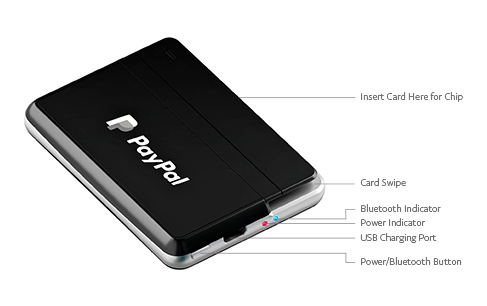 Insert Card Here for Chip
PayPal
Card Swipe
Bluetooth Indicator
Power Indicator
USB Charging Port
Power/Bluetooth Button